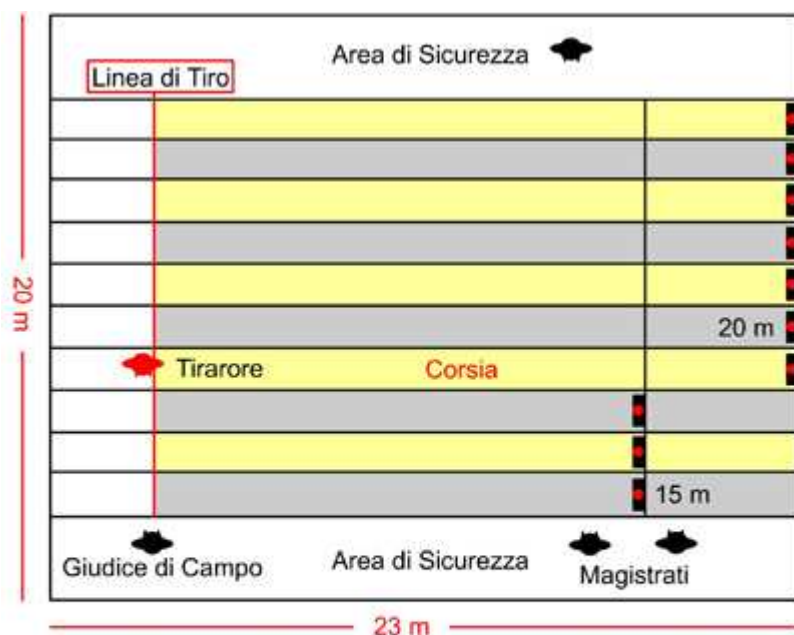 Area di Sicurezza
Linea di Tiro
20 m
20 m
Tirarore
Corsia
15 m
Giudice di Campo
Area di Sicurezza
Magistrati
23 m